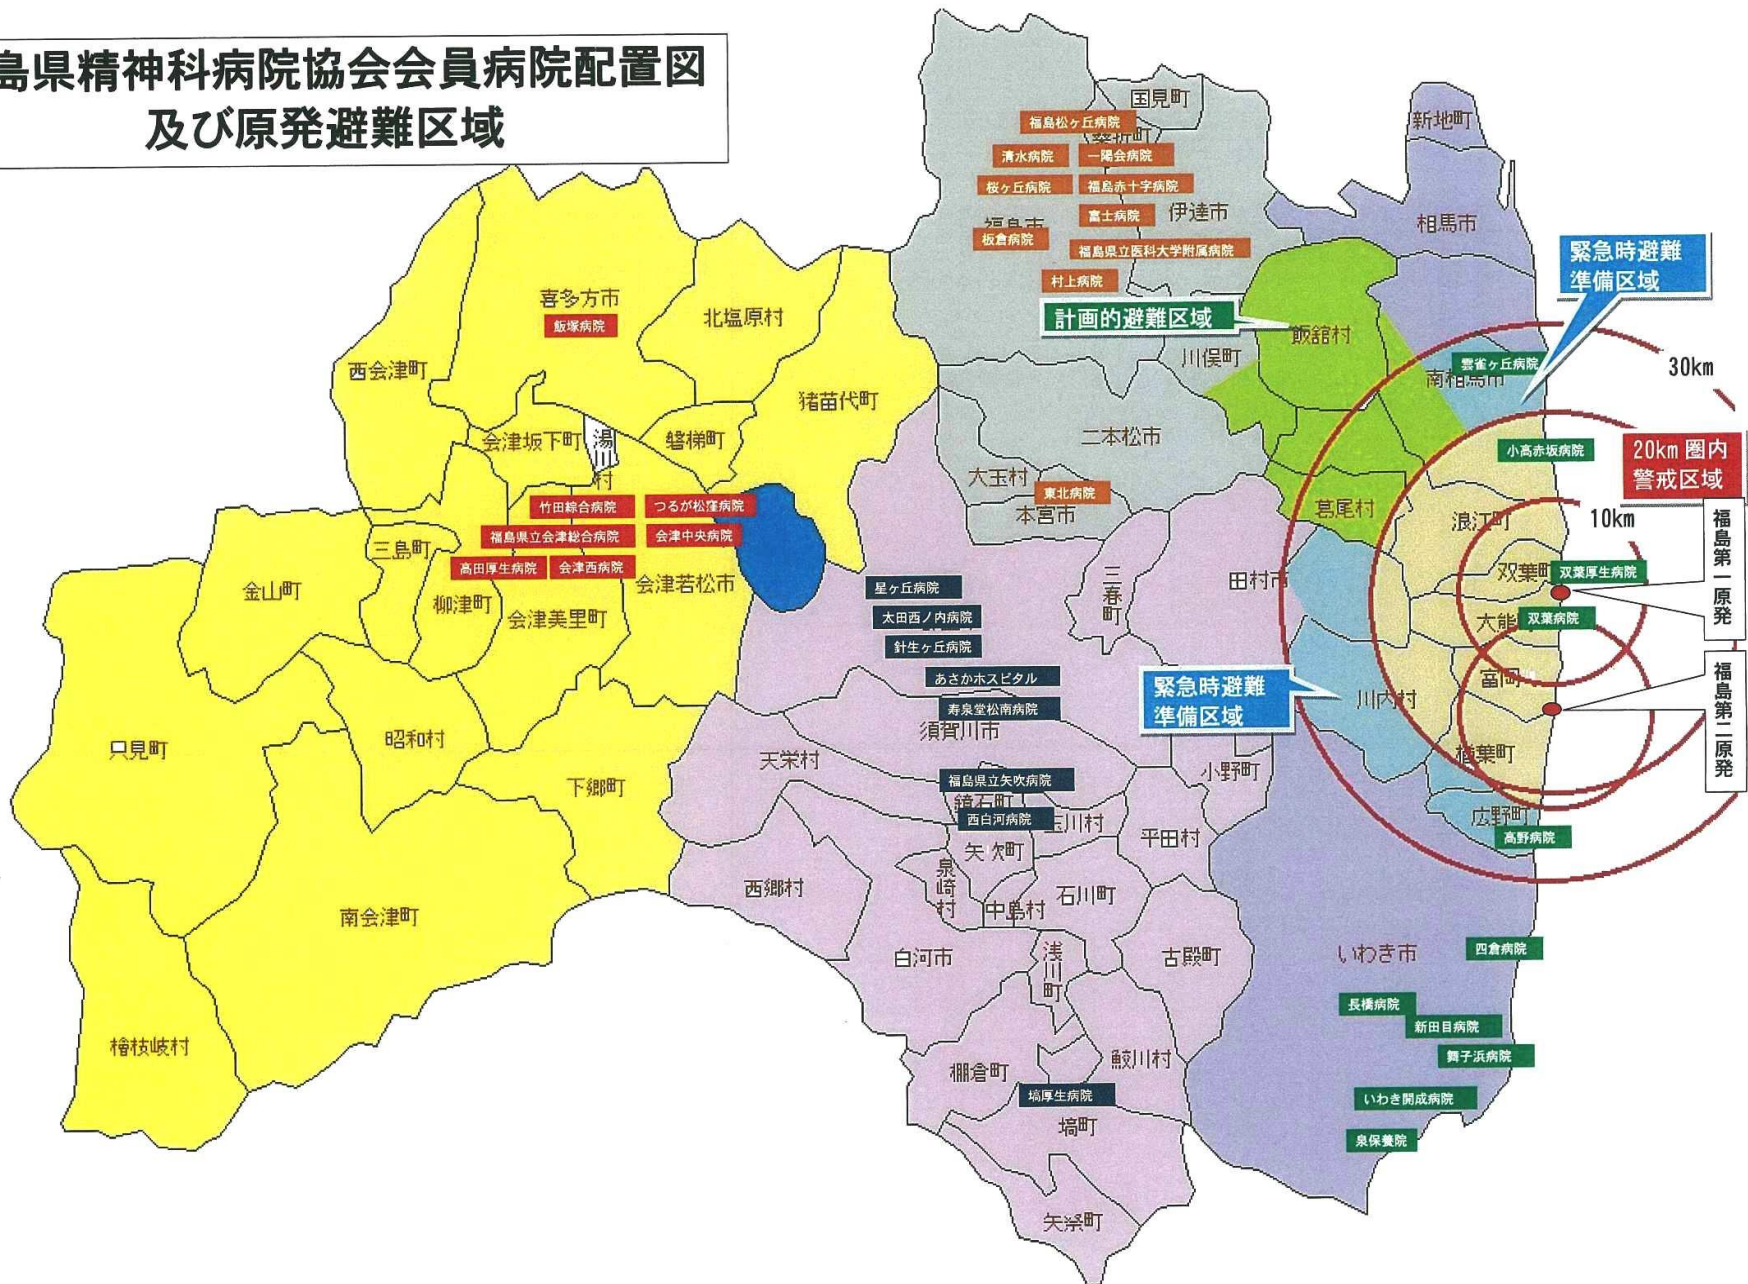 島県精神科病院協会会員病院配置図
及び原発避難区域
国見町
福島松ヶ丘病院
桑折町
清水病院
一陽会病院
桜ヶ丘病院
福島赤十字病院
富士病院
伊達市
福島市
板倉病院
福島県立医科大学附属病院
村上病院
計画的避難区域
新地町
相馬市
緊急時避難
準備区域
飯舘村
川俣町
雲雀ヶ丘病院
南相馬市
30km
喜多方市
飯塚病院
北塩原村
西会津町
猪苗代町
会津坂下町
湯川
村
磐梯町
二本松市
大玉村
東北病院
本宮市
小高赤坂病院
20km 圏内
警戒区域
葛尾村
浪江町
10km
福島第一原発
竹田綜合病院
つるが松窪病院
福島県立会津総合病院
会津中央病院
高田厚生病院
会津西病院
三島町
金山町
柳津町
会津美里町
会津若松市
星ヶ丘病院
太田西ノ内病院
針生ヶ丘病院
三春町
田村市
双葉町
双葉厚生病院
大熊
双葉病院
あさかホスピタル
寿泉堂松南病院
須賀川市
緊急時避難
準備区域
川内村
富岡
福島第二原発
只見町
昭和村
下郷町
天栄村
小野町
楢葉町
福島県立矢吹病院
鏡石町
西白河病院
玉川村
平田村
広野町
高野病院
矢吹町
泉崎村
西郷村
中島村
石川町
南会津町
白河市
浅川町
古殿町
いわき市
四倉病院
長橋病院
新田目病院
舞子浜病院
いわき開成病院
泉保養院
檜枝岐村
棚倉町
鮫川村
塙厚生病院
塙町
矢祭町